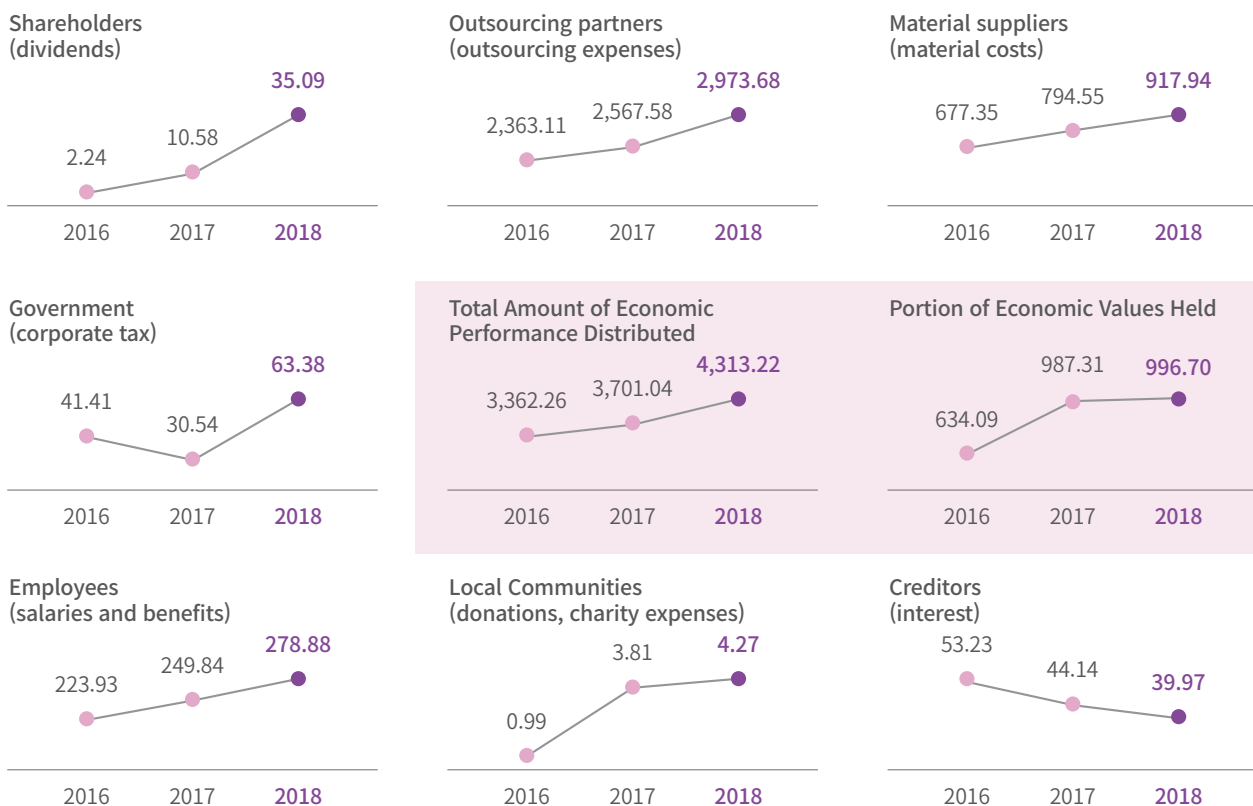 Shareholders
(dividends)
35.09
10.58
2.24
2016 2017 2018
Outsourcing partners
(outsourcing expenses)
2,973.68
2,567.58
2,363.11
2016 2017 2018
Material suppliers
(material costs)
917.94
794.55
677.35
2016 2017 2018
Government
(corporate tax)
63.38
41.41
30.54
2016 2017 2018
Total Amount of Economic
Performance Distributed
4,313.22
3,701.04
3,362.26
2016 2017 2018
Portion of Economic Values Held
987.31
996.70
634.09
2016 2017 2018
Employees
(salaries and benefits)
278.88
249.84
223.93
2016 2017 2018
Local Communities
(donations, charity expenses)
4.27
3.81
0.99
2016 2017 2018
Creditors
(interest)
53.23
44.14
39.97
2016 2017 2018